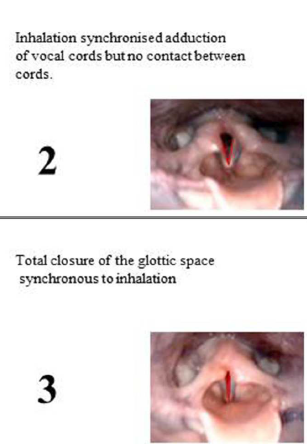 Inhalation synchronised adduction
of vocal cords but no contact between
cords.
2
Total closure of the glottic space
synchronous to inhalation
3